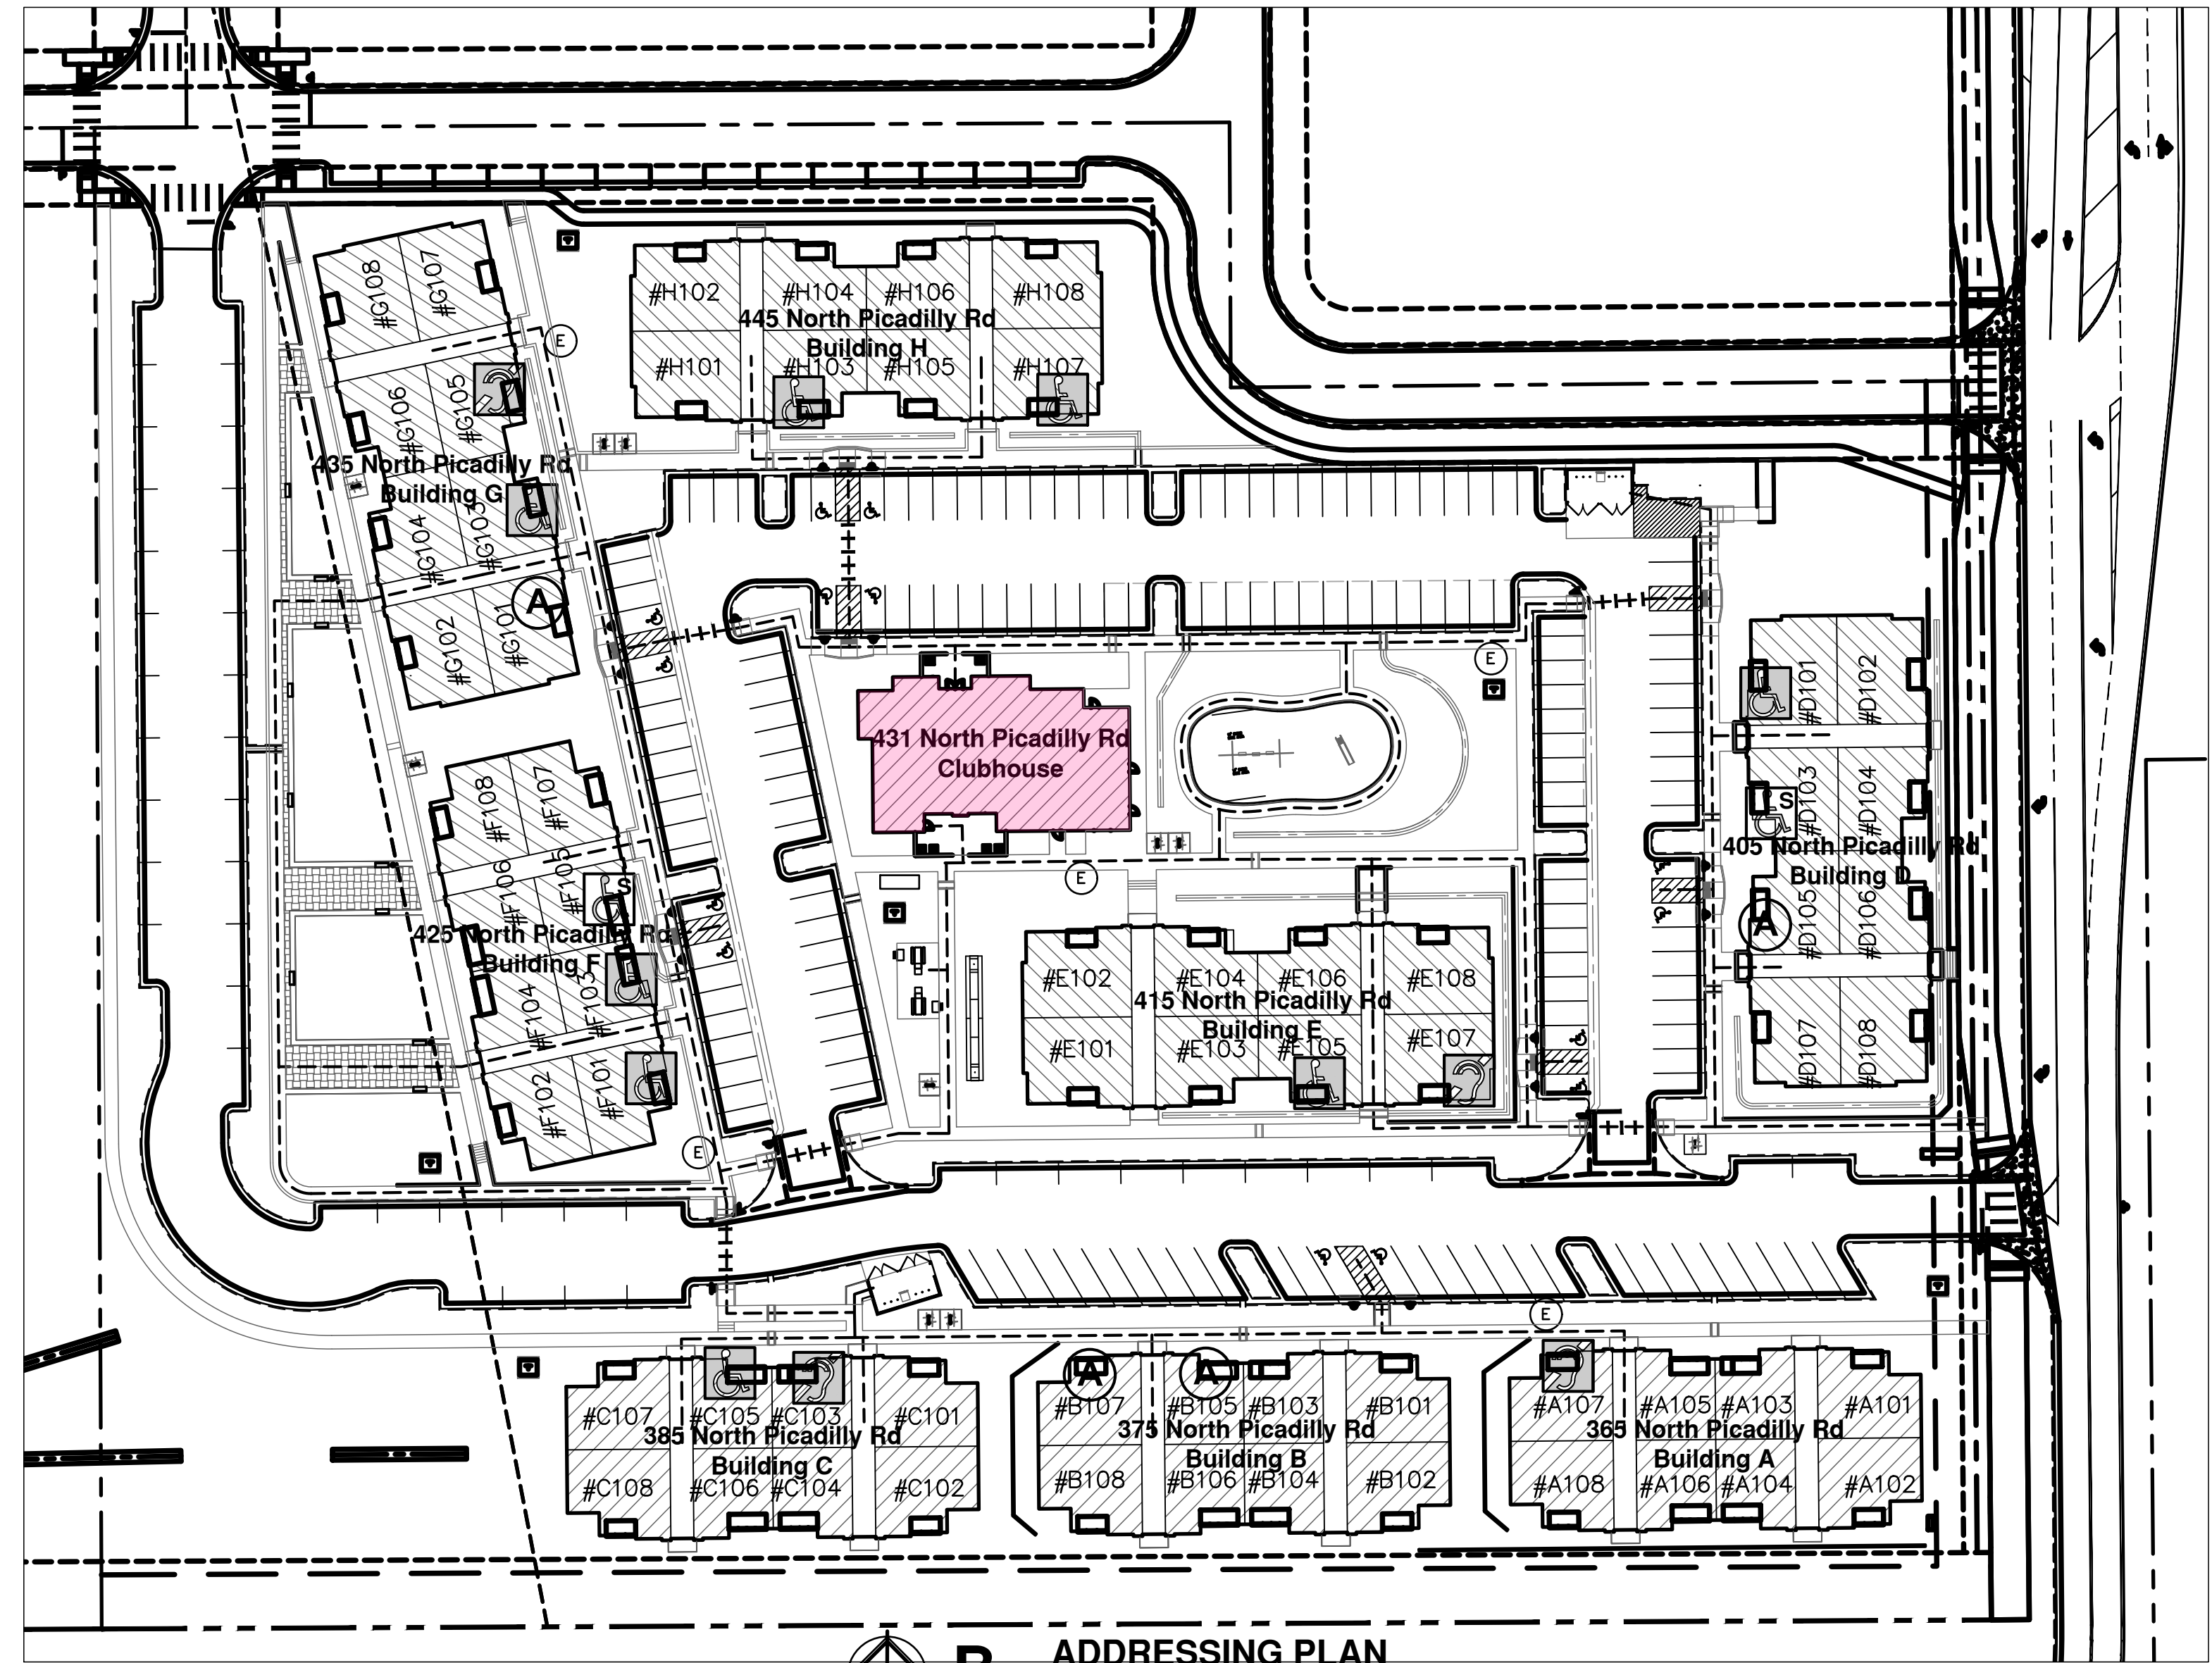 #G108
#G107
#G106
#G105
435 North Picadilly Rd
Building G
#G104
#G103
#G102
#G101
A
E
#H102
#H104
#H106
#H108
445 North Picadilly Rd
Building H
#H101
#H103
#H105
#H107
431 North Picadilly Rd
Clubhouse
E
E
#D101
#D102
#D103
#D104
S
405 North Picadilly Rd
Building D
#D105
#D106
A
#D107
#D108
#F108
#F107
#F106
#F105
S
425 North Picadilly Rd
Building F
#F104
#F103
#F102
#F101
E
#E102
#E104
#E106
#E108
415 North Picadilly Rd
Building E
#E101
#E103
#E105
#E107
E
#C107
#C105
#C103
#C101
385 North Picadilly Rd
Building C
#C108
#C106
#C104
#C102
A
A
#B107
#B105
#B103
#B101
375 North Picadilly Rd
Building B
#B108
#B106
#B104
#B102
#A107
#A105
#A103
#A101
365 North Picadilly Rd
Building A
#A108
#A106
#A104
#A102
ADDRESSING PLAN